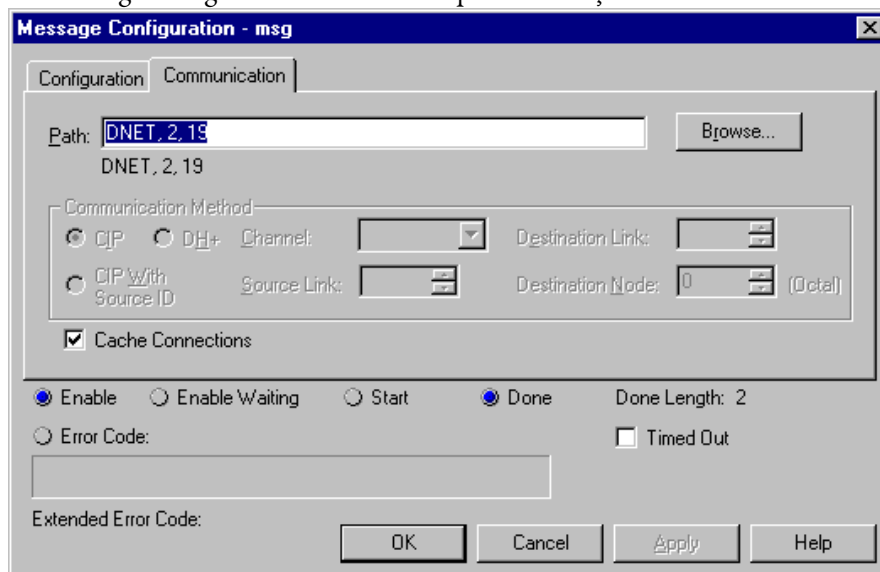 Message Configuration - msg
Configuration Communication
Path: DNET, 2, 19 Browse...
DNET, 2, 19
Communication Method
CIP DH+ Channel: Destination Link:
CIP With Source ID Source Link: Destination Node: 0 (Octal)
Cache Connections
Enable Enable Waiting Start Done Done Length: 2
Error Code: Timed Out
Extended Error Code:
OK Cancel Apply Help